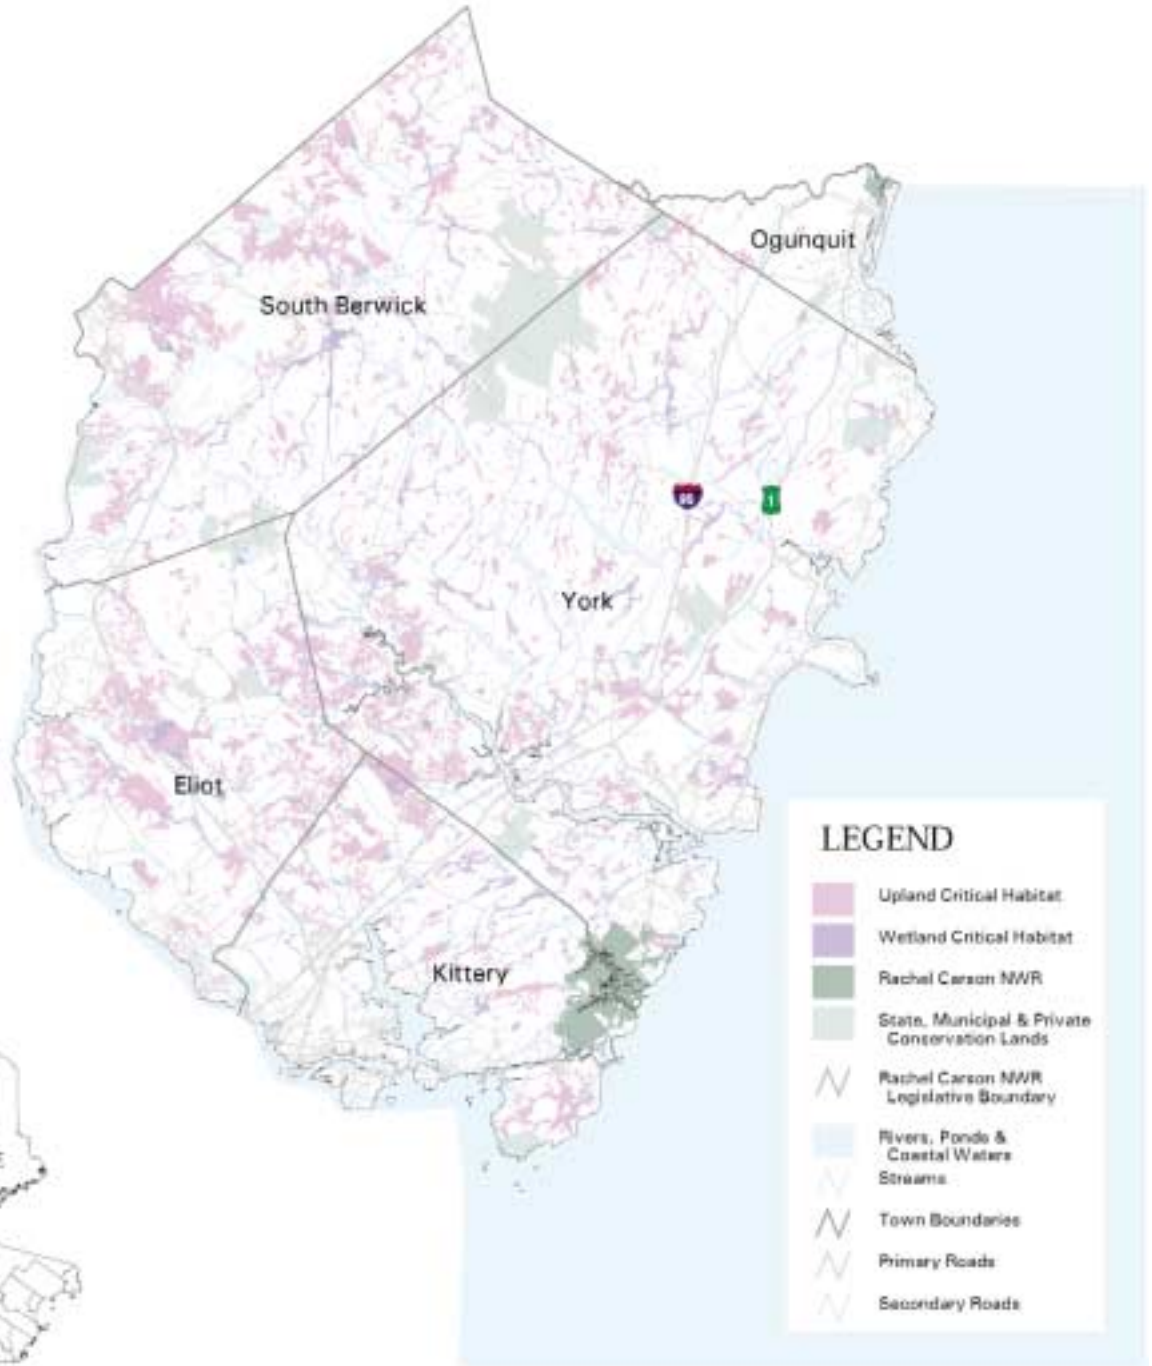 Ogunquit
South Berwick
95
1
York
Eliot
Kittery
LEGEND
Upland Critical Habitat
Wetland Critical Habitat
Rachel Carson NWR
State, Municipal & Private
Conservation Lands
Rachel Carson NWR
Legislative Boundary
Rivers, Ponds &
Coastal Waters
Streams
Town Boundaries
Primary Roads
Secondary Roads